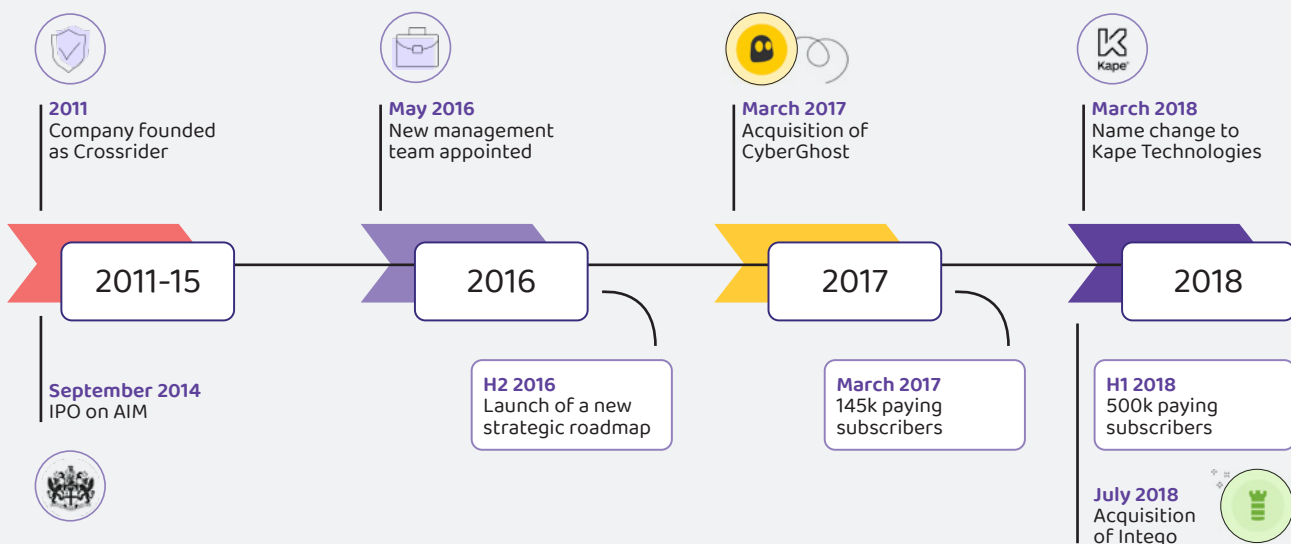 2011
Company founded
as Crossrider
May 2016
New management
team appointed
March 2017
Acquisition of
CyberGhost
Kape
March 2018
Name change to
Kape Technologies
2011-15
2016
2017
2018
September 2014
IPO on AIM
H2 2016
Launch of a new
strategic roadmap
March 2017
145k paying
subscribers
H1 2018
500k paying
subscribers
July 2018
Acquisition
of Intego